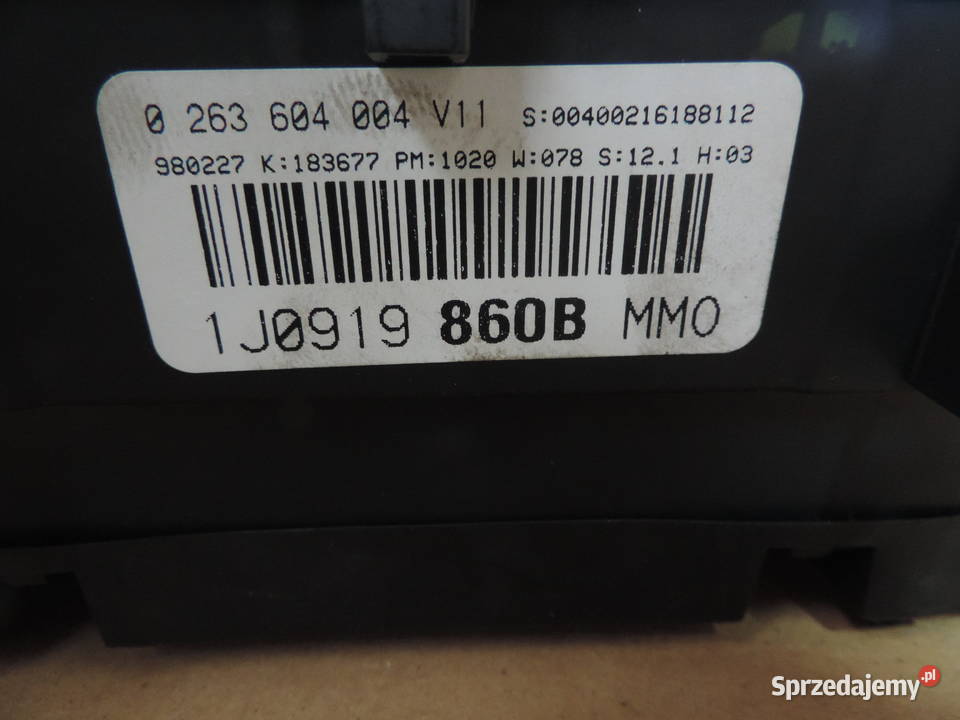 0 263 604 004 V11 S:00400216188112
980227 K:183677 PM:1020 W:078 S:12.1 H:03
1J0919 860B MM0
Sprzedajemy.pl